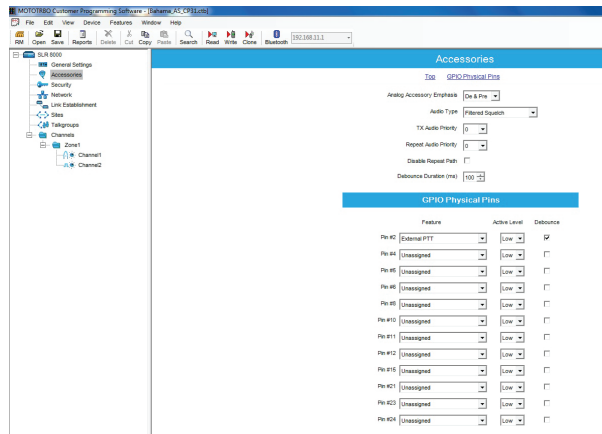 MOTOTRBO Customer Programming Software - [Bahame_AS_CP31.ctb]
File Edit View Device Features Window Help
RM Open Save Reports Delete Cut Copy Paste Search Read Write Clone Bluetooth 192.168.11.1
SLR 8000
General Settings
Accessories
Security
Network
Link Establishment
Sites
Talkgroups
Channels
Zone1
Channel1
Channel2
Accessories
Top GPIO Physical Pins
Analog Accessory Emphasis De & Pre
Audio Type Filtered Squelch
TX Audio Priority 0
Repeat Audio Priority 0
Disable Repeat Path
Debounce Duration (ms) 100
GPIO Physical Pins
Feature Active Level Debounce
Pin #2 External PTT Low
Pin #4 Unassigned Low
Pin #5 Unassigned Low
Pin #6 Unassigned Low
Pin #8 Unassigned Low
Pin #10 Unassigned Low
Pin #11 Unassigned Low
Pin #12 Unassigned Low
Pin #15 Unassigned Low
Pin #21 Unassigned Low
Pin #23 Unassigned Low
Pin #24 Unassigned Low